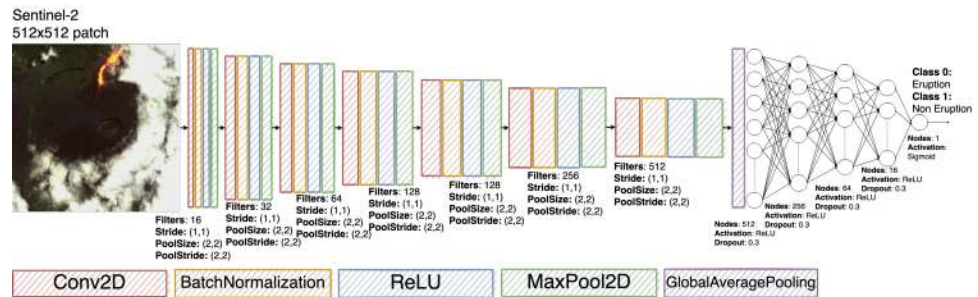 Sentinel-2
512x512 patch
Filters: 16
Stride: (1,1)
PoolSize: (2,2)
PoolStride: (2,2)
Filters: 32
Stride: (1,1)
PoolSize: (2,2)
PoolStride: (2,2)
Filters: 64
Stride: (1,1)
PoolSize: (2,2)
PoolStride: (2,2)
Filters: 128
Stride: (1,1)
PoolSize: (2,2)
PoolStride: (2,2)
Filters: 128
Stride: (1,1)
PoolSize: (2,2)
PoolStride: (2,2)
Filters: 256
Stride: (1,1)
PoolSize: (2,2)
PoolStride: (2,2)
Filters: 512
Stride: (1,1)
PoolSize: (2,2)
PoolStride: (2,2)
Nodes: 512
Activation: ReLU
Dropout: 0.3
Nodes: 256
Activation: ReLU
Dropout: 0.3
Nodes: 64
Activation: ReLU
Dropout: 0.3
Nodes: 16
Activation: ReLU
Dropout: 0.3
Nodes: 1
Activation:
Sigmoid
Class 0:
Eruption
Class 1:
Non Eruption
Conv2D
BatchNormalization
ReLU
MaxPool2D
GlobalAveragePooling